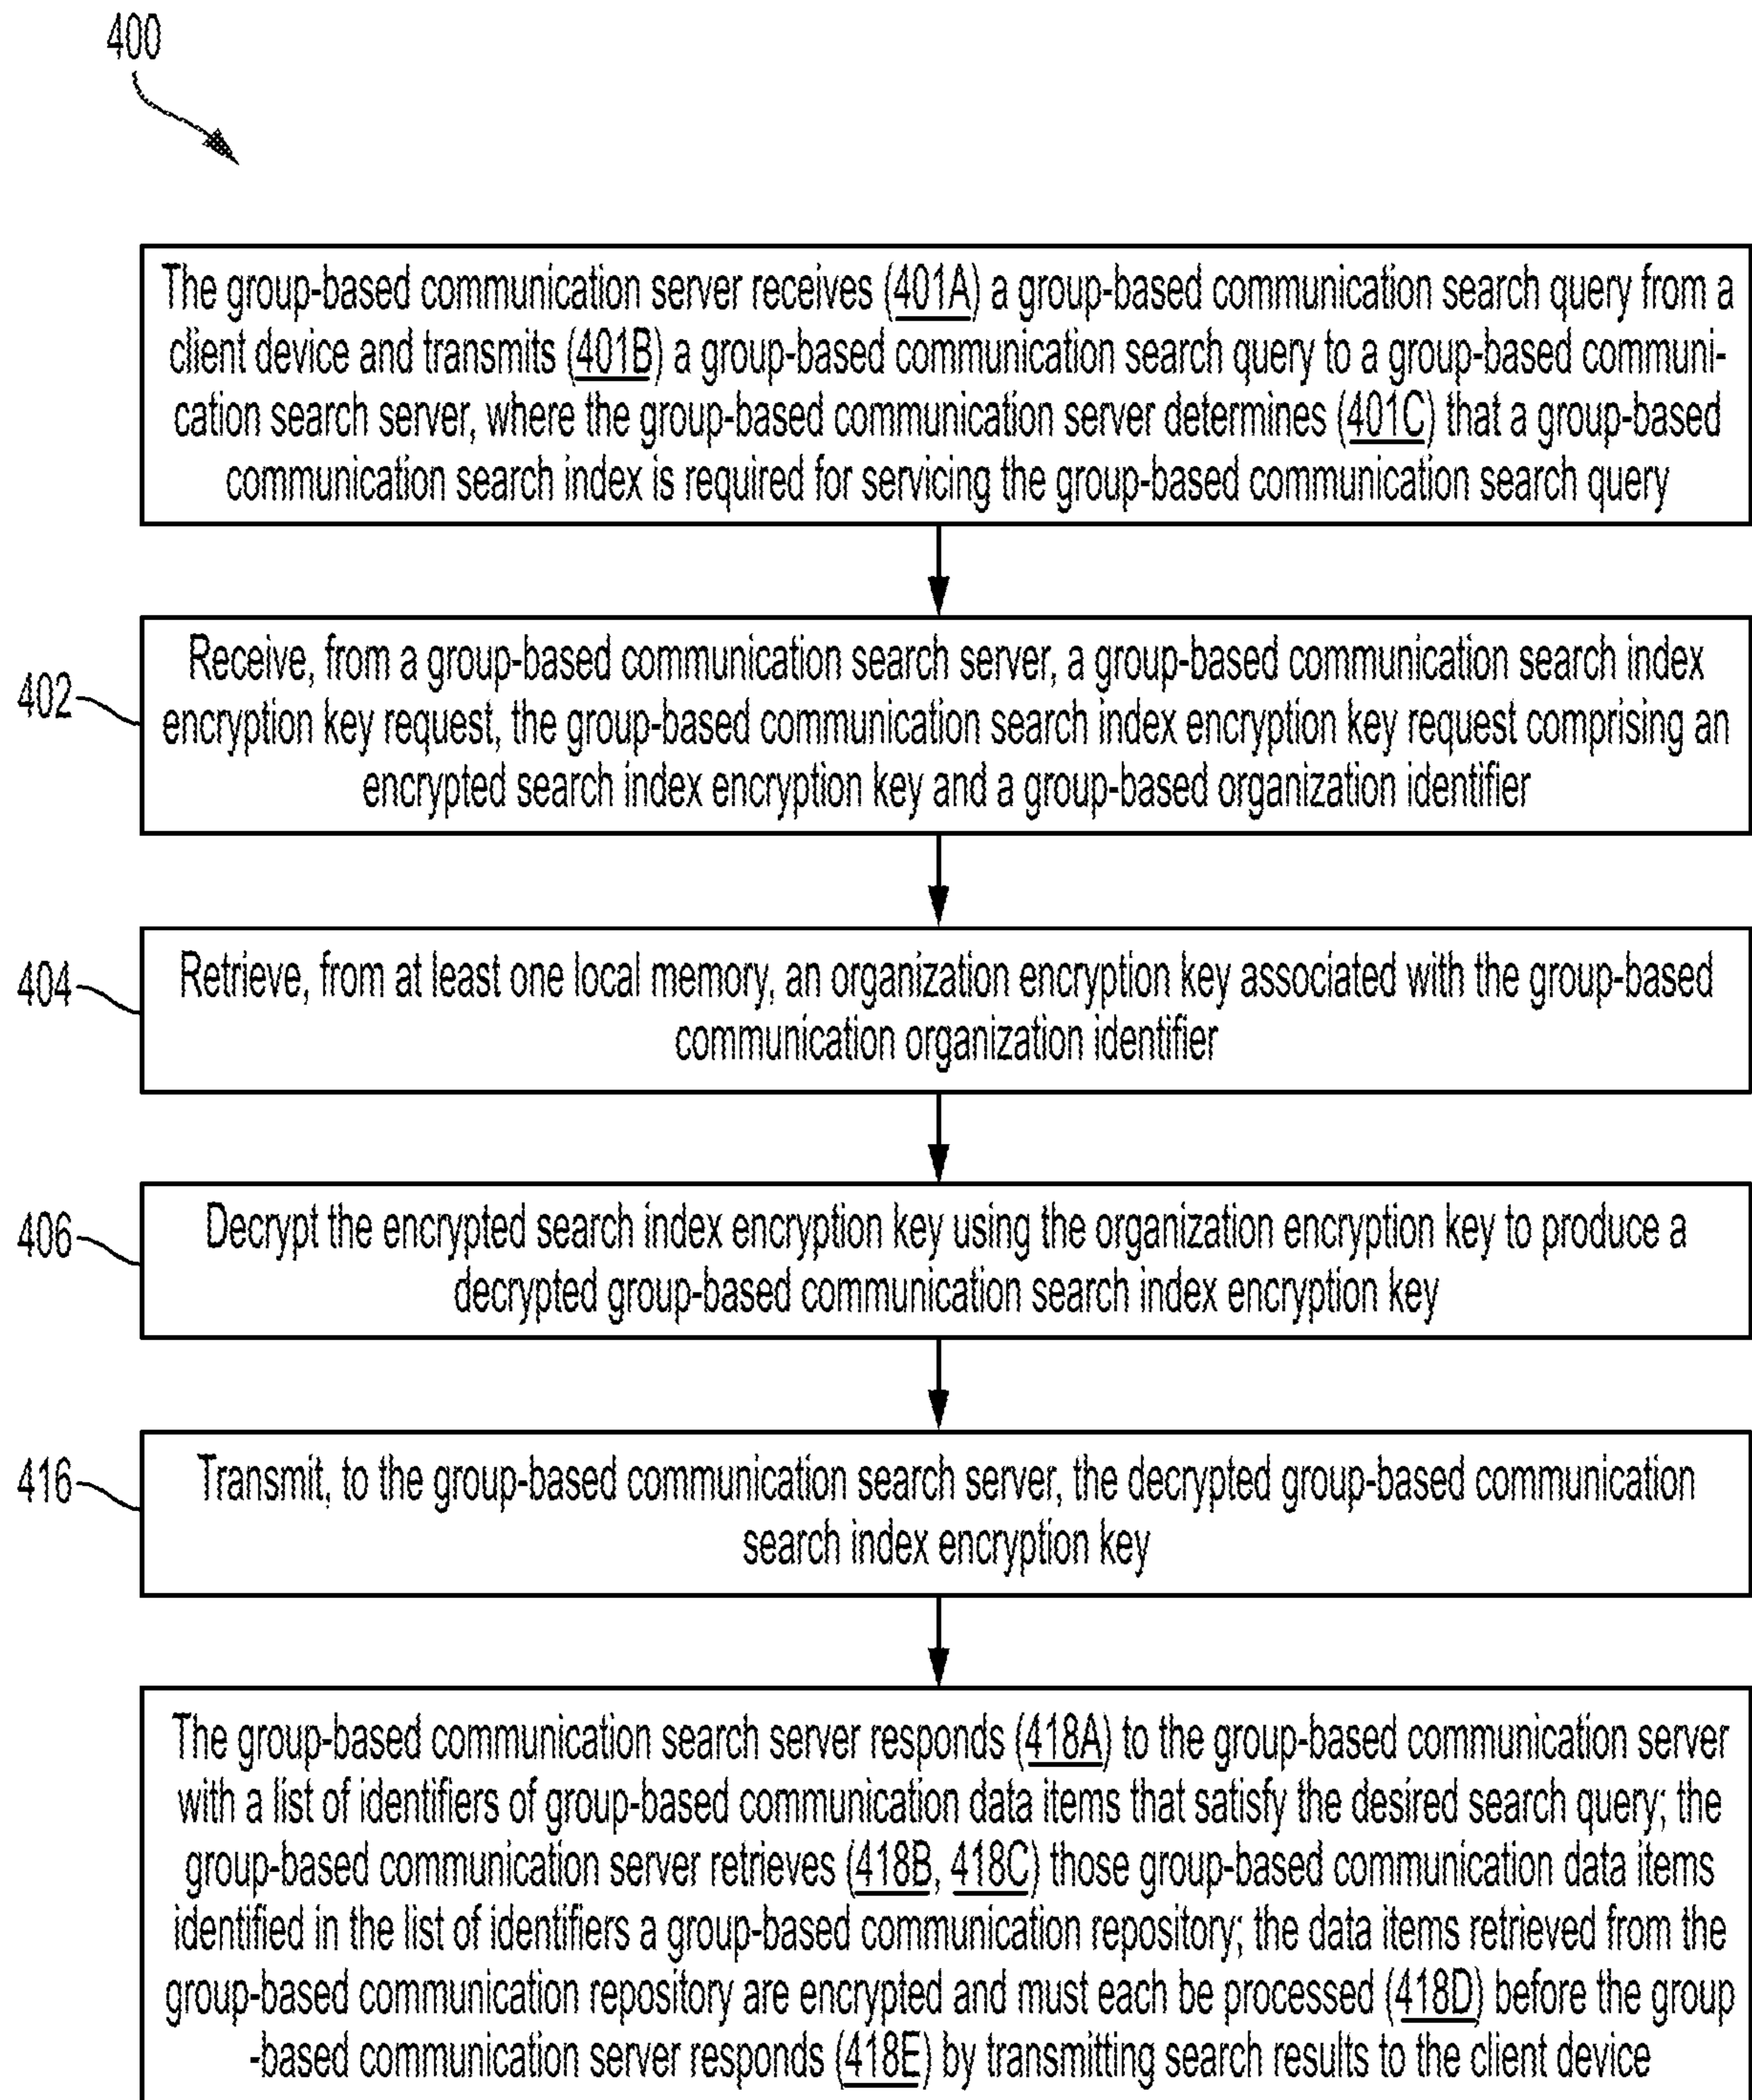 400
The group-based communication server receives (401A) a group-based communication search query from a
client device and transmits (401B) a group-based communication search query to a group-based communi-
cation search server, where the group-based communication server determines (401C) that a group-based
communication search index is required for servicing the group-based communication search query
402
Receive, from a group-based communication search server, a group-based communication search index
encryption key request, the group-based communication search index encryption key request comprising an
encrypted search index encryption key and a group-based organization identifier
404
Retrieve, from at least one local memory, an organization encryption key associated with the group-based
communication organization identifier
406
Decrypt the encrypted search index encryption key using the organization encryption key to produce a
decrypted group-based communication search index encryption key
416
Transmit, to the group-based communication search server, the decrypted group-based communication
search index encryption key
The group-based communication search server responds (418A) to the group-based communication server
with a list of identifiers of group-based communication data items that satisfy the desired search query; the
group-based communication server retrieves (418B, 418C) those group-based communication data items
identified in the list of identifiers a group-based communication repository; the data items retrieved from the
group-based communication repository are encrypted and must each be processed (418D) before the group
-based communication server responds (418E) by transmitting search results to the client device